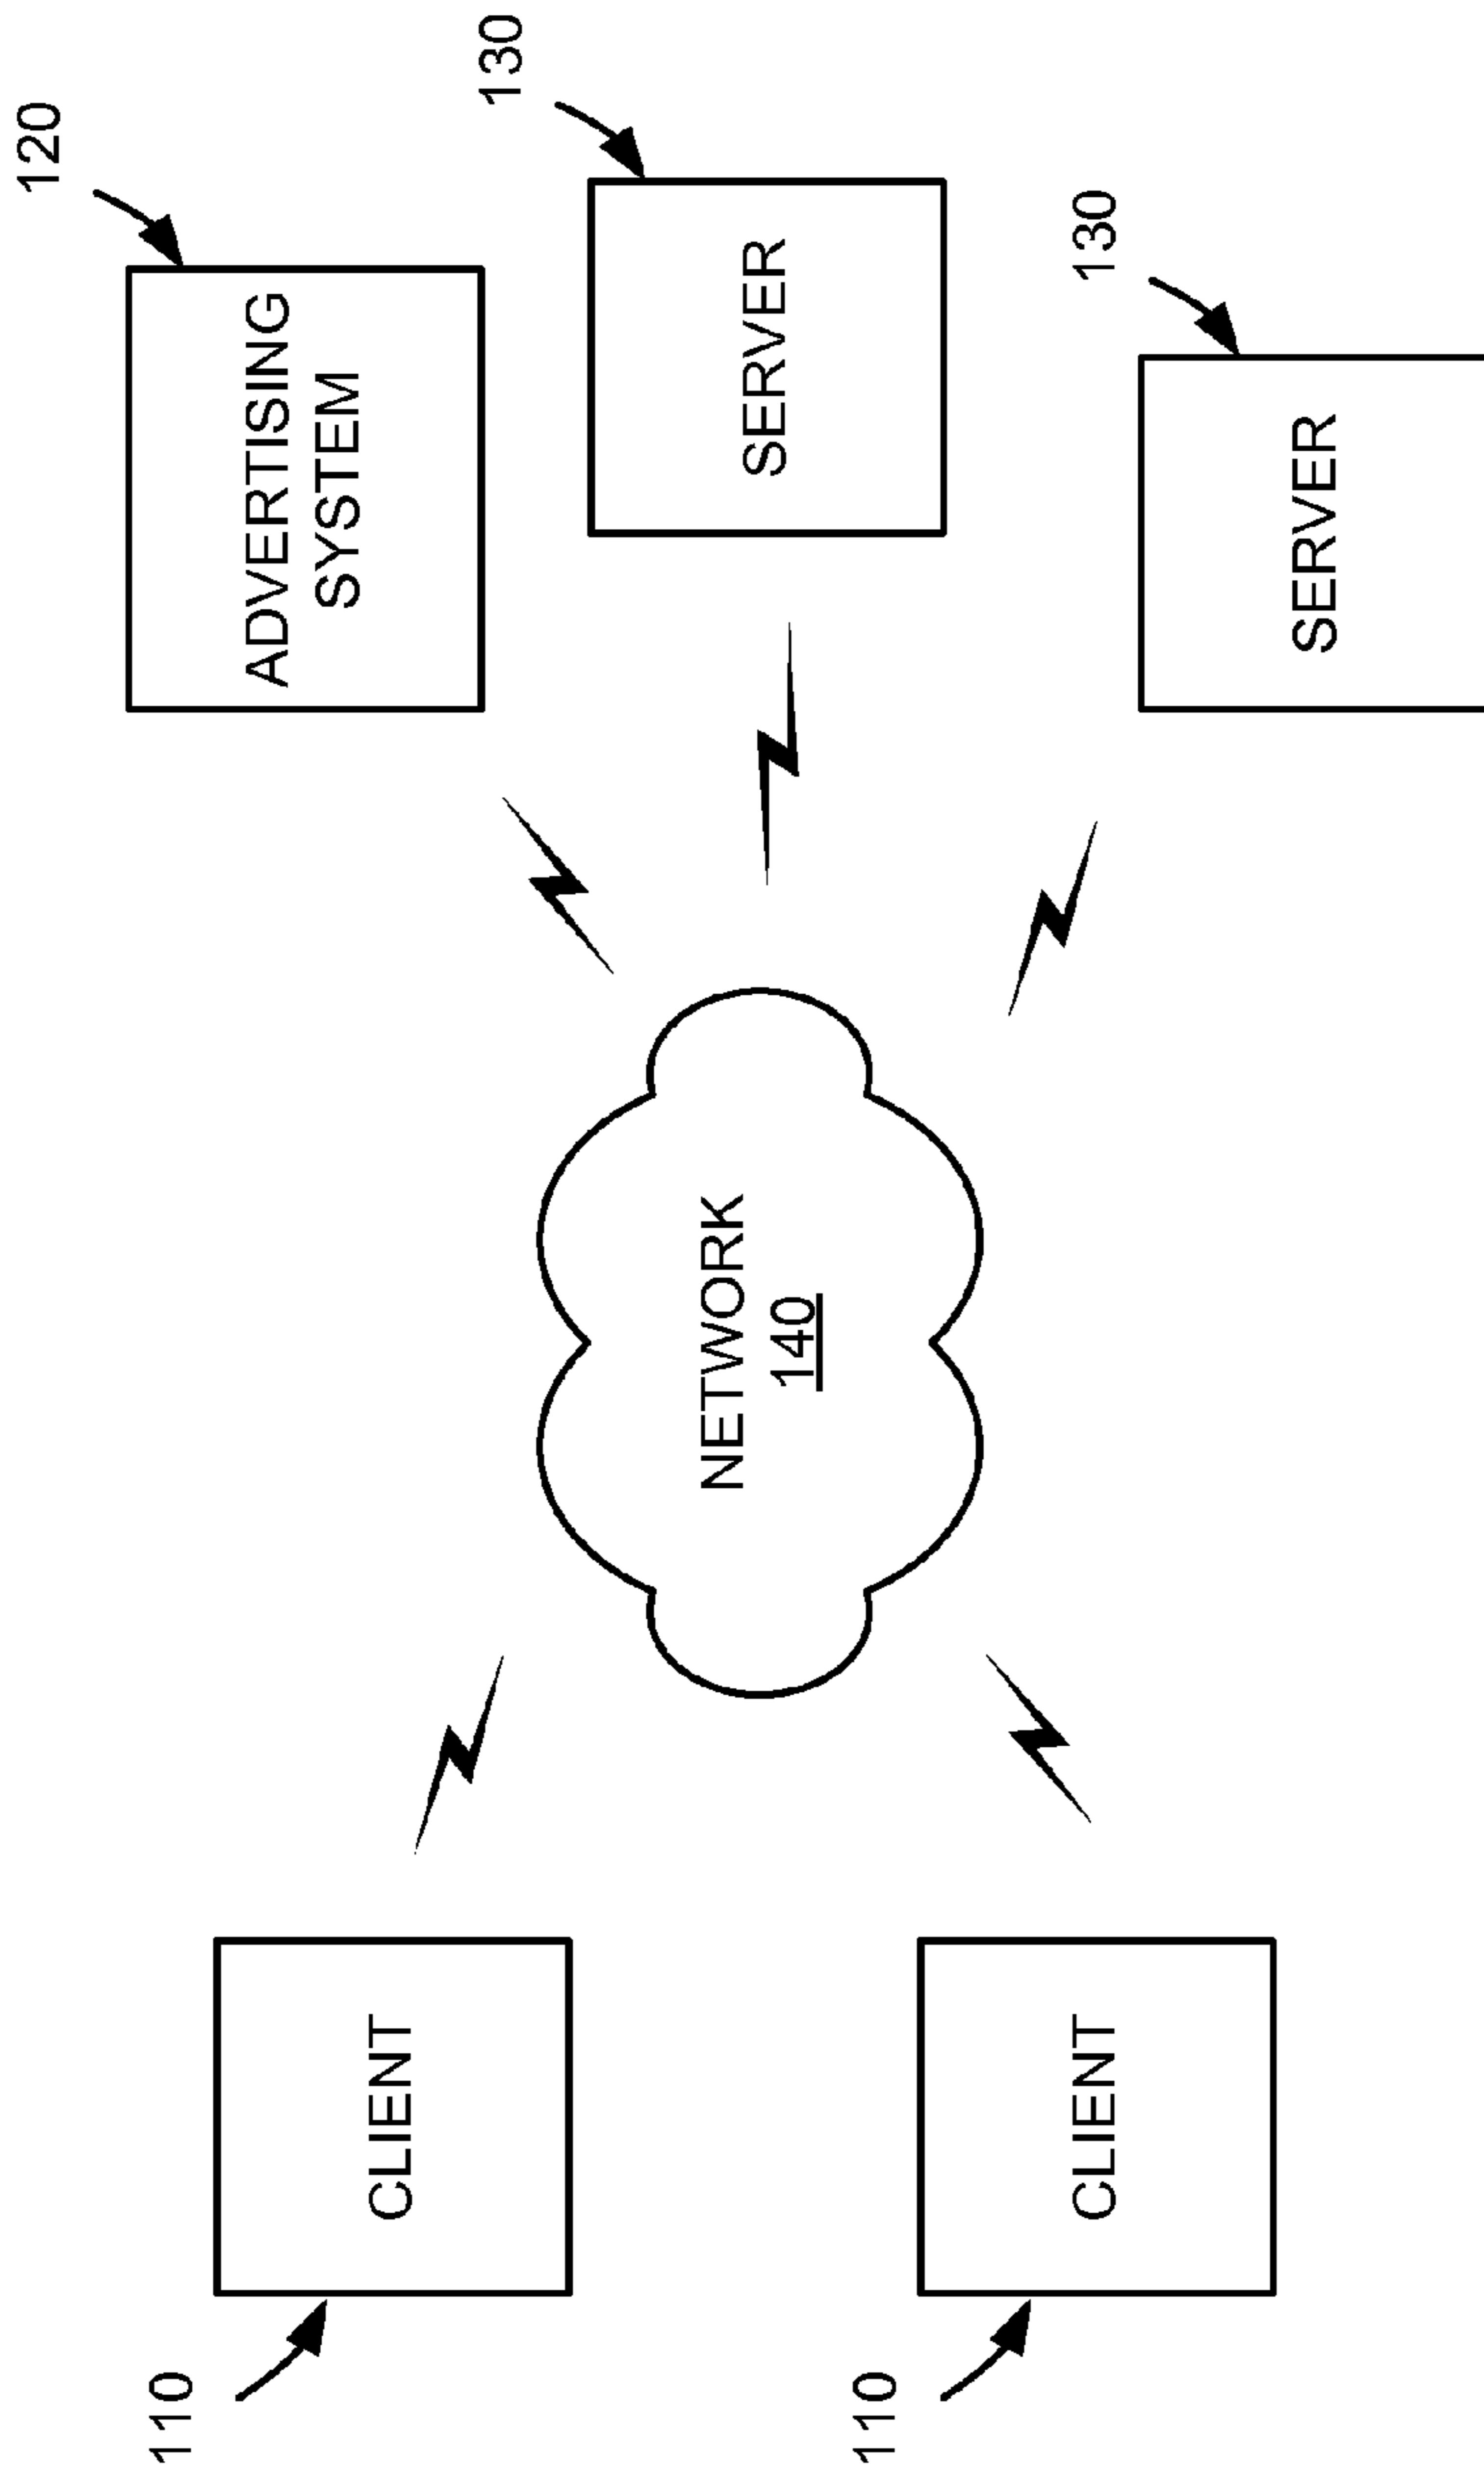 120
ADVERTISING
SYSTEM
110
CLIENT
130
SERVER
NETWORK
140
110
CLIENT
130
SERVER